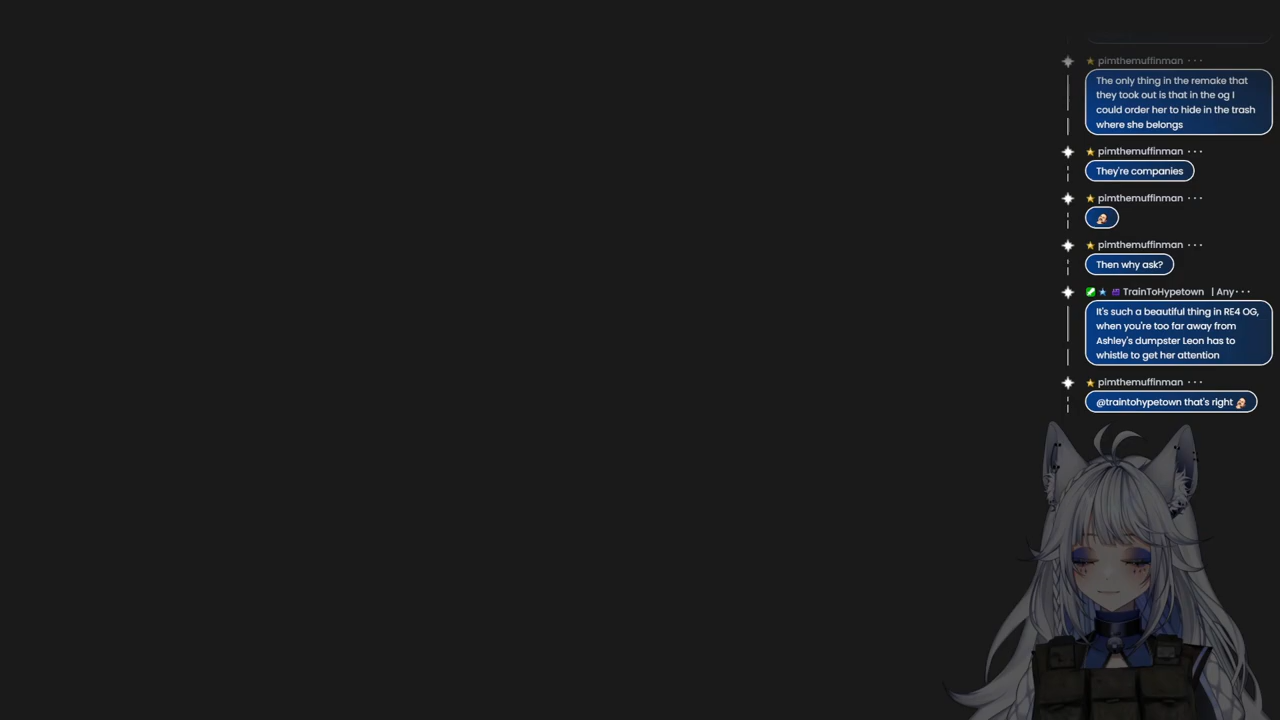 pimthemuffinman
The only thing in the remake that
they took out is that in the og I
could order her to hide in the trash
where she belongs
pimthemuffinman
They're companies
pimthemuffinman
pimthemuffinman
Then why ask?
TrainToHypetown | Any
It's such a beautiful thing in RE4 OG,
when you're too far away from
Ashley's dumpster Leon has to
whistle to get her attention
pimthemuffinman
@traintohypetown that's right